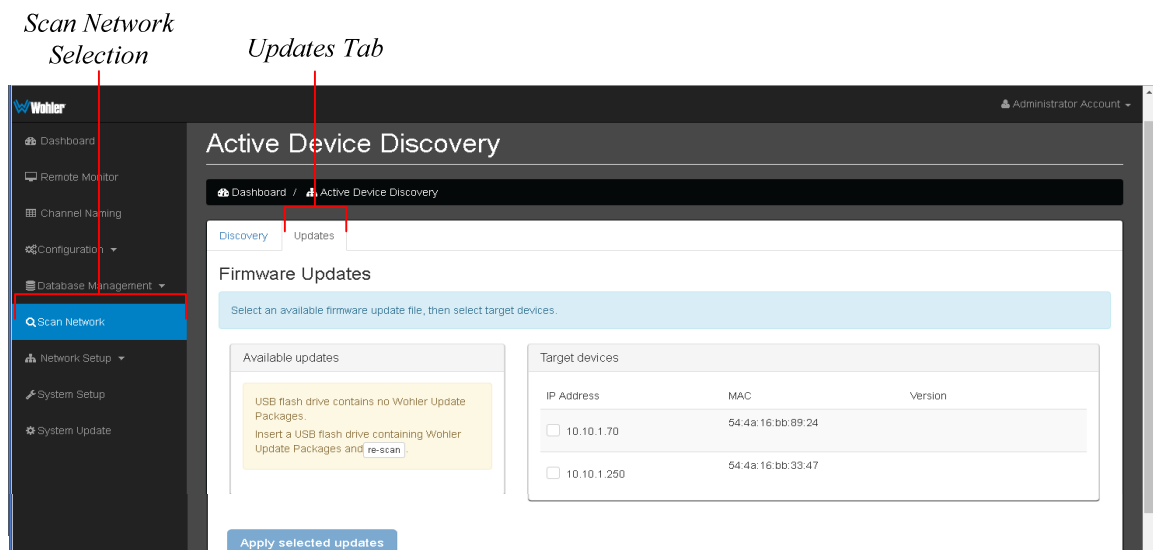 Scan Network
Selection
Updates Tab
Wohler
Administrator Account
Dashboard
Active Device Discovery
Remote Monitor
Dashboard / Active Device Discovery
Channel Naming
Discovery
Updates
Configuration
Firmware Updates
Database Management
Select an available firmware update file, then select target devices.
Scan Network
Available updates
Target devices
Network Setup
USB flash drive contains no Wohler Update
Packages.
Insert a USB flash drive containing Wohler
Update Packages and re-scan .
IP Address
MAC
Version
System Setup
10.10.1.70
54:4a:16:bb:89:24
System Update
10.10.1.250
54:4a:16:bb:33:47
Apply selected updates